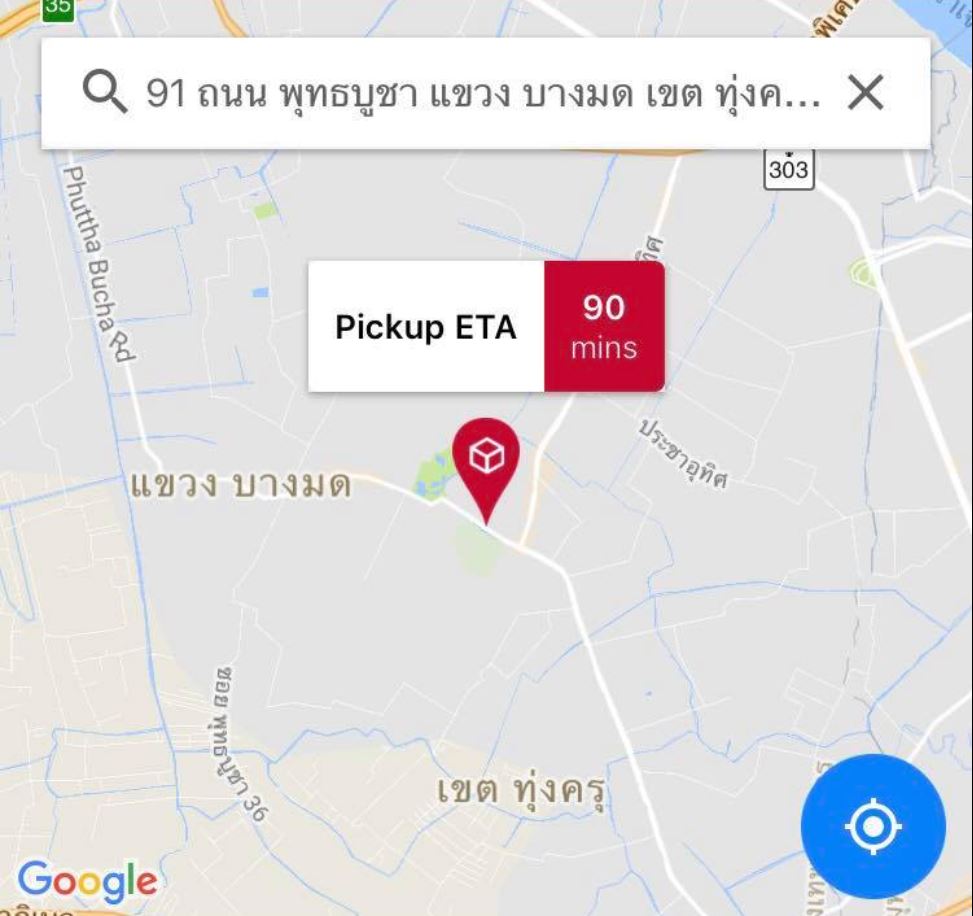 35
91 ถนน พุทธบูชา แขวง บางมด เขต ทุ่งค...
303
Phuttha Bucha Rd
Pickup ETA
90
mins
ประชาอุทิศ
แขวง บางมด
ซอย พุทธบูชา 36
เขต ทุ่งครุ
Google